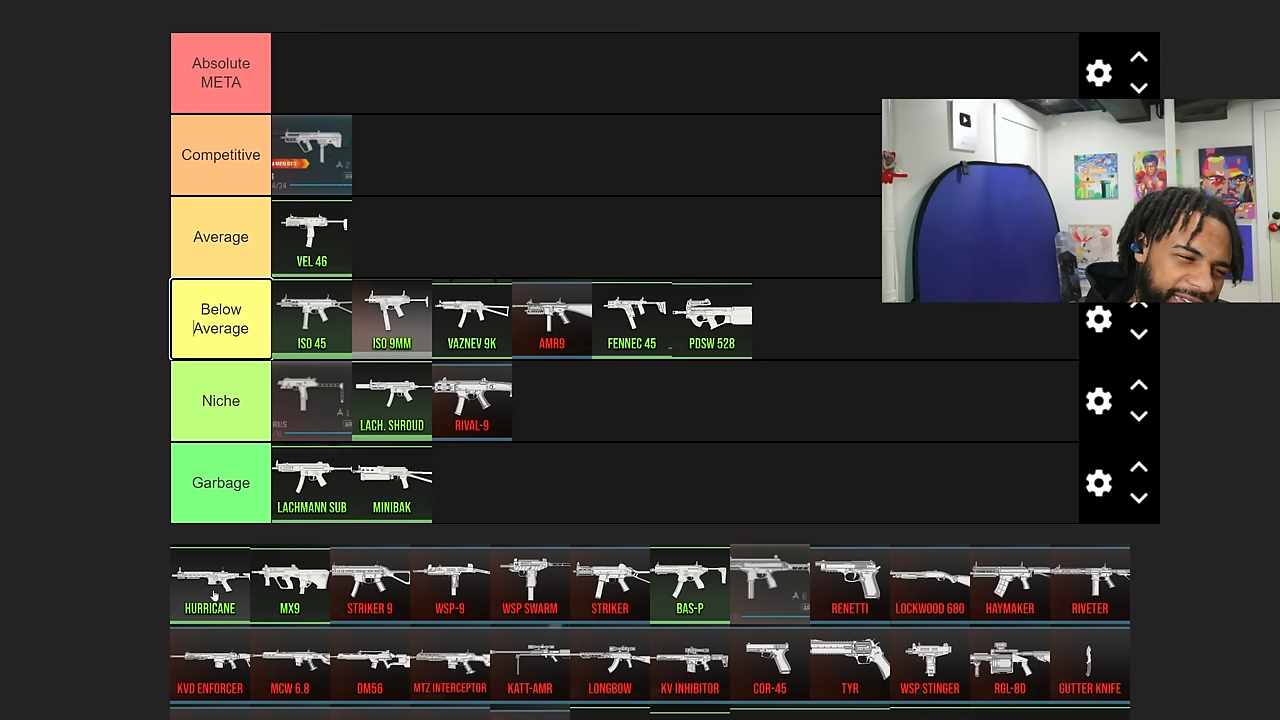 Absolute
META
Competitive
Average
VEL 46
Below
Average
ISO 45
ISO 9MM
VAZNEV 9K
AMR9
FENNEC 45
PDSW 528
Niche
LACH. SHROUD
RIVAL-9
Garbage
LACHMANN SUB
MINIBAK
HURRICANE
MX9
STRIKER 9
WSP-9
WSP SWARM
STRIKER
BAS-P
RENETTI
LOCKWOOD 680
HAYMAKER
RIVETER
KVD ENFORCER
MCW 6.8
DM56
MTZ INTERCEPTOR
KATT-AMR
LONGBOW
KV INHIBITOR
COR-45
TYR
WSP STINGER
RGL-80
GUTTER KNIFE